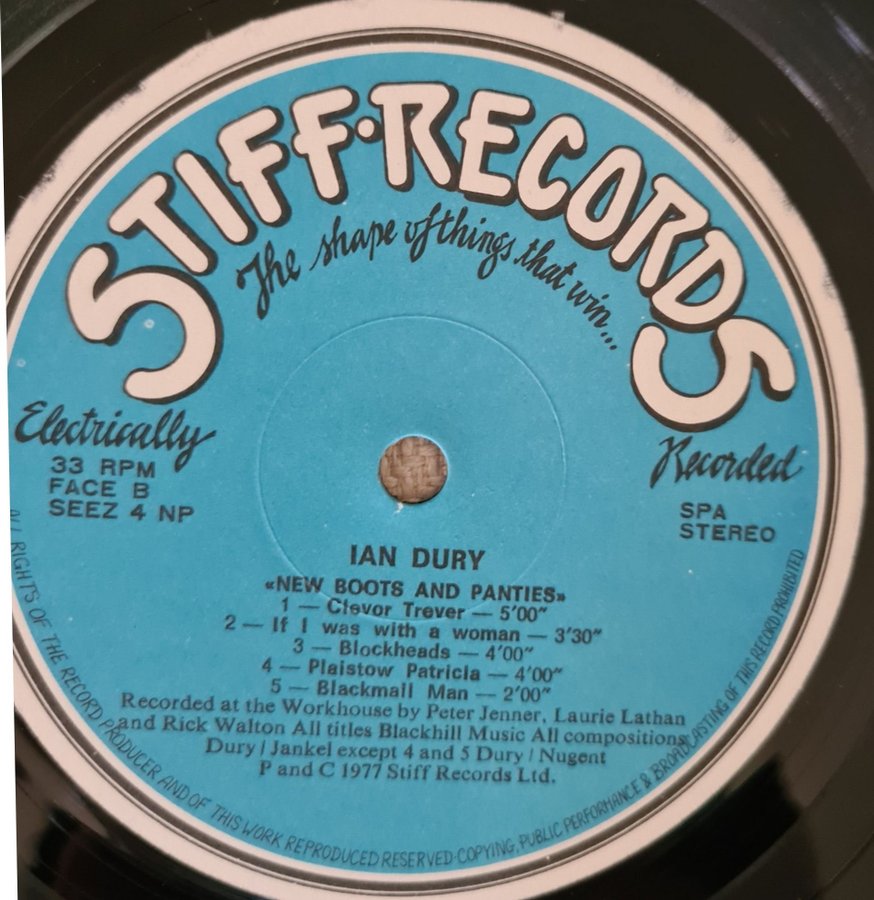 STIFF·RECORDS
The shape of things that win...
Electrically
Recorded
33 RPM
FACE B
SEEZ 4 NP
SPA
STEREO
IAN DURY
«NEW BOOTS AND PANTIES»
1 — Clevor Trever — 5'00"
2 — If I was with a woman — 3'30"
3 — Blockheads — 4'00"
4 — Plaistow Patricia — 4'00"
5 — Blackmail Man — 2'00"
Recorded at the Workhouse by Peter Jenner, Laurie Lathan
and Rick Walton All titles Blackhill Music All compositions
Dury / Jankel except 4 and 5 Dury / Nugent
P and C 1977 Stiff Records Ltd.
ALL RIGHTS OF THE RECORD PRODUCER AND OF THIS WORK REPRODUCED RESERVED·COPYING, PUBLIC PERFORMANCE & BROADCASTING OF THIS RECORD PROHIBITED